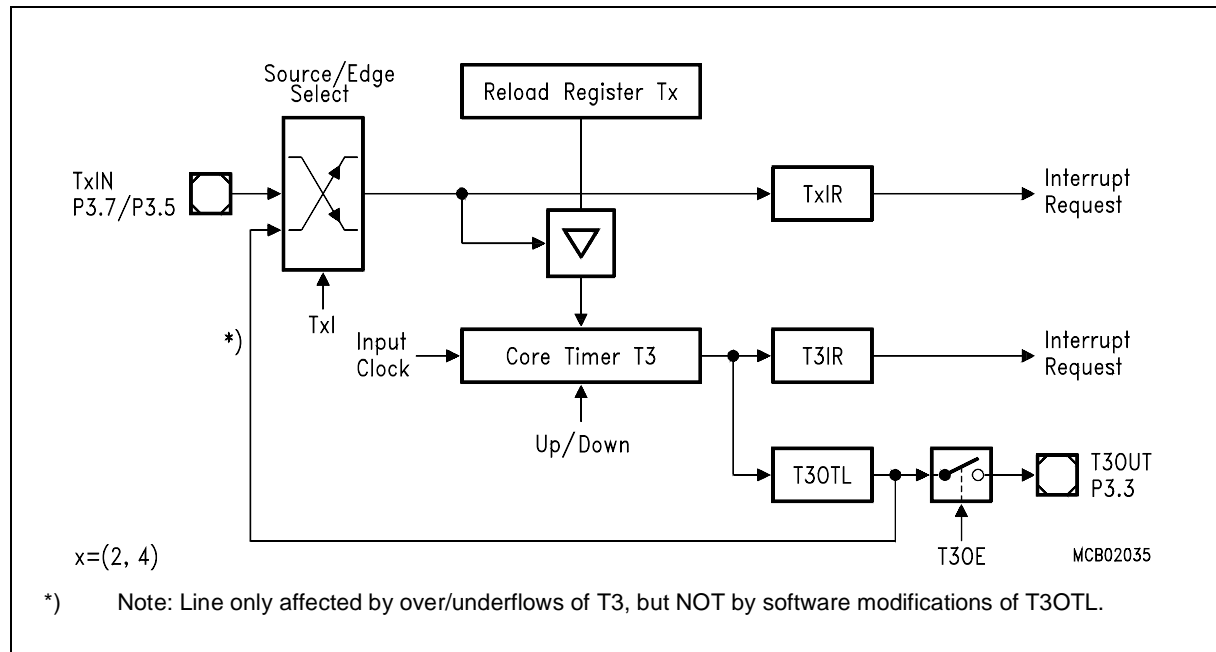 Source/Edge
Select
Reload Register Tx
TxIN
P3.7/P3.5
TxIR
Interrupt
Request
TxI
*)
Input
Clock
Core Timer T3
T3IR
Interrupt
Request
Up/Down
T3OTL
T3OUT
P3.3
x=(2, 4)
T3OE
MCB02035
*) Note: Line only affected by over/underflows of T3, but NOT by software modifications of T3OTL.